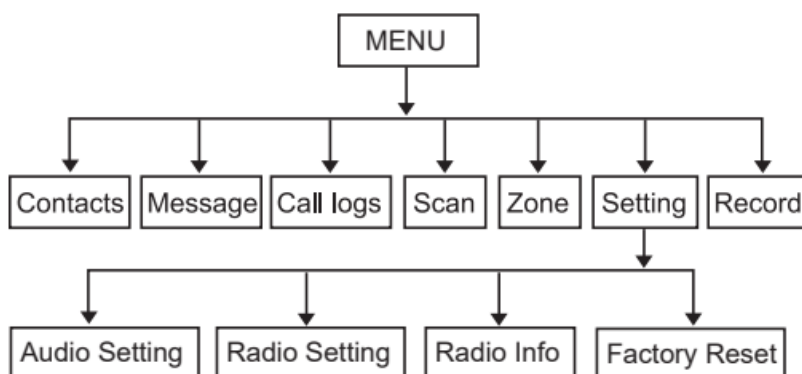 MENU
Contacts Message Call logs Scan Zone Setting Record
Audio Setting Radio Setting Radio Info Factory Reset